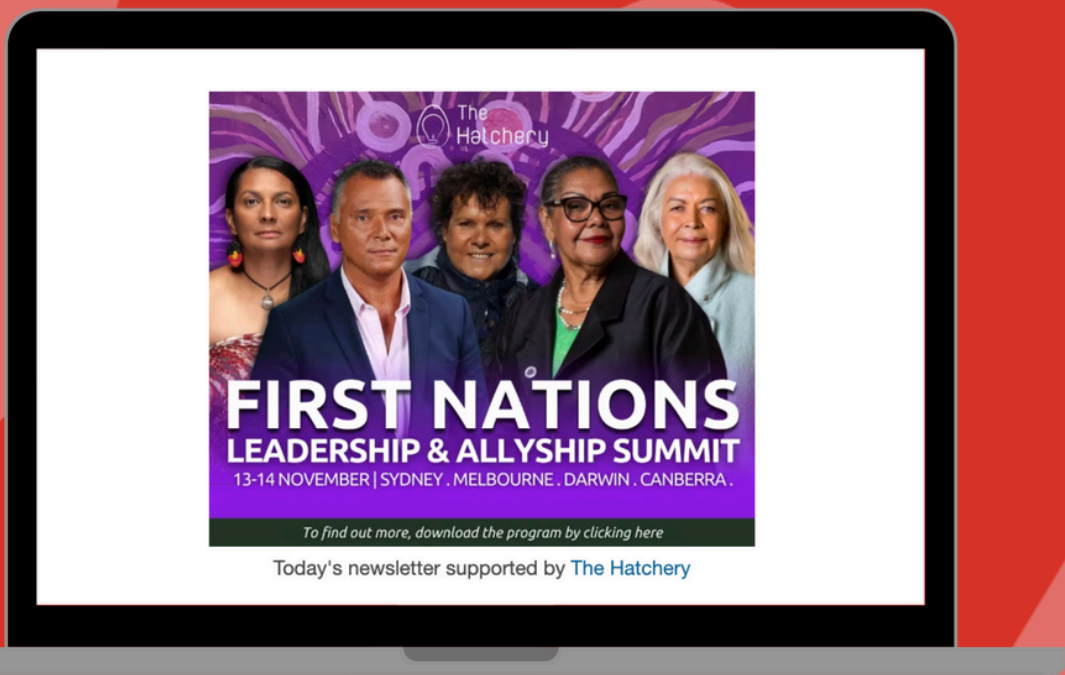 The
Hatchery
FIRST NATIONS
LEADERSHIP & ALLYSHIP SUMMIT
13-14 NOVEMBER | SYDNEY . MELBOURNE . DARWIN . CANBERRA .
To find out more, download the program by clicking here
Today's newsletter supported by The Hatchery